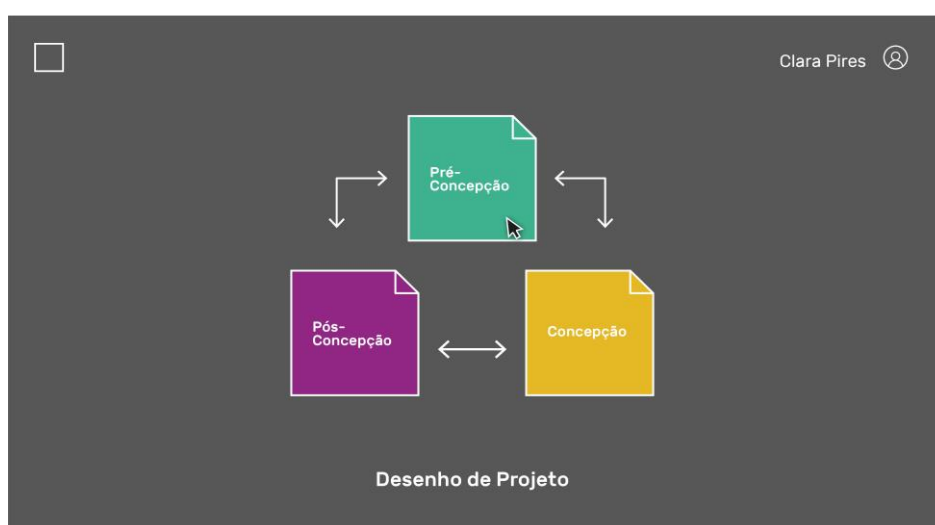 Clara Pires
Pré-
Concepção
Pós-
Concepção
Concepção
Desenho de Projeto